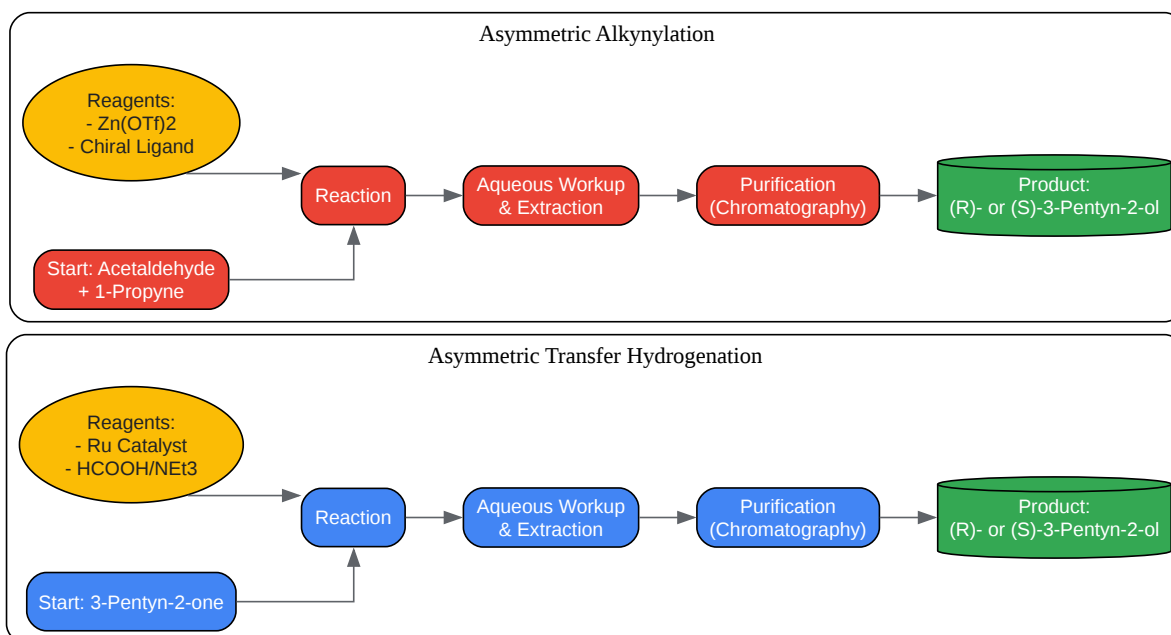 Asymmetric Alkynylation
Reagents:
- Zn(OTf)2
- Chiral Ligand
Reaction
Aqueous Workup
& Extraction
Purification
(Chromatography)
Product:
(R)- or (S)-3-Pentyn-2-ol
Start: Acetaldehyde
+ 1-Propyne
Asymmetric Transfer Hydrogenation
Reagents:
- Ru Catalyst
- HCOOH/NEt3
Reaction
Aqueous Workup
& Extraction
Purification
(Chromatography)
Product:
(R)- or (S)-3-Pentyn-2-ol
Start: 3-Pentyn-2-one